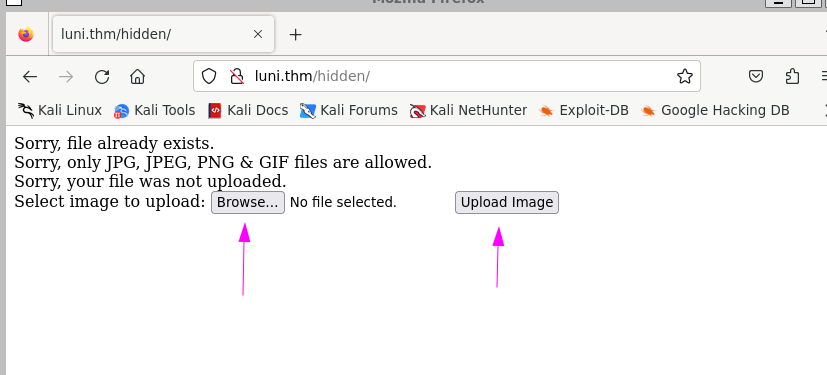 Mozilla Firefox
luni.thm/hidden/
luni.thm/hidden/
Kali Linux Kali Tools Kali Docs Kali Forums Kali NetHunter Exploit-DB Google Hacking DB
Sorry, file already exists.
Sorry, only JPG, JPEG, PNG & GIF files are allowed.
Sorry, your file was not uploaded.
Select image to upload: Browse... No file selected. Upload Image